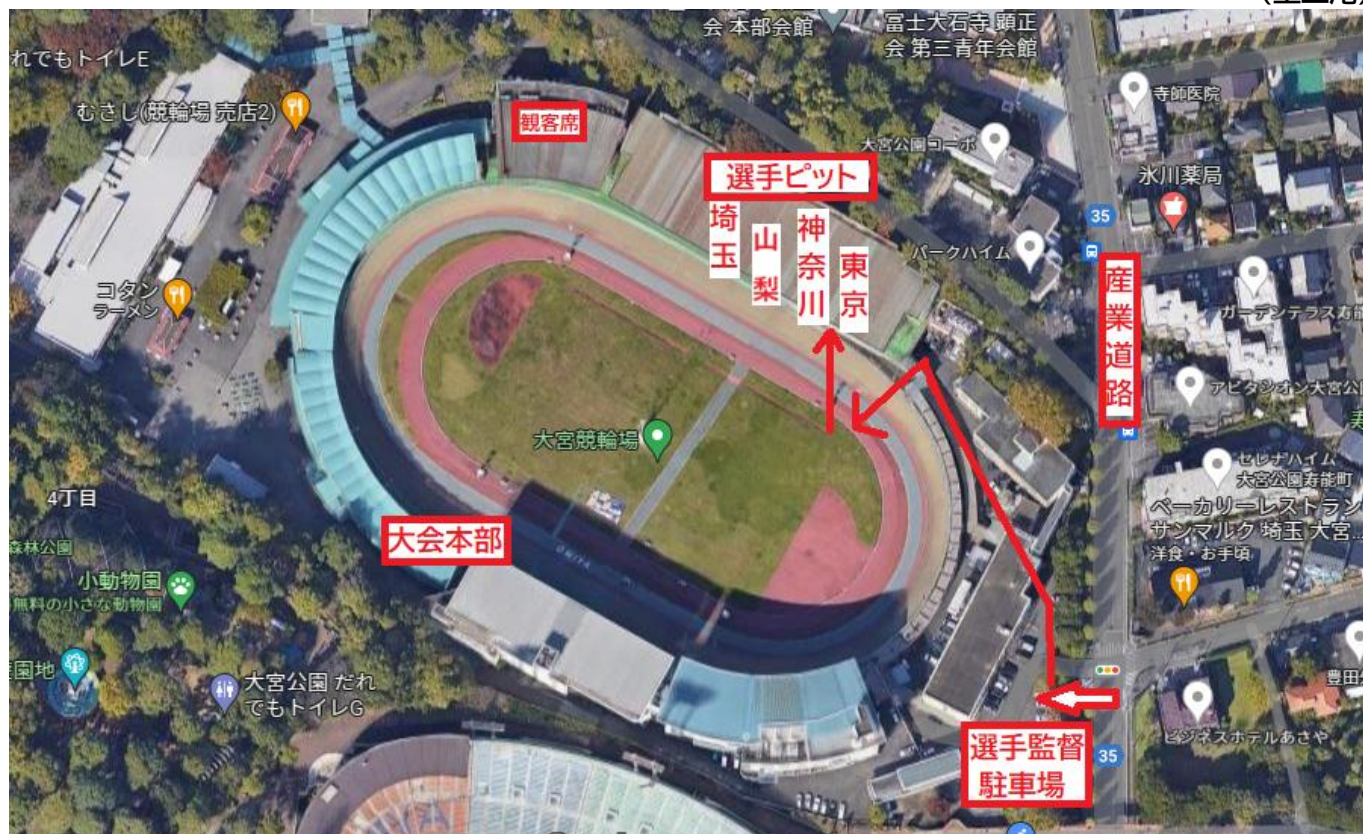 会 本部会館
富士大石寺 顕正
会 第三青年会館
れでもトイレE
むさし(競輪場 売店2)
観客席
寺師医院
大宮公園コーポ
選手ピット
氷川薬局
埼玉
山梨
神奈川
東京
35
パークハイム
産業道路
コタン
ラーメン
ガーデンテラス寿能
アビタシオン大宮公
大宮競輪場
セレナハイム
大宮公園寿能町
4丁目
ベーカリーレストラン
サンマルク 埼玉 大宮...
洋食・お手頃
大会本部
森林公園
小動物園
無料の小さな動物園
園地
大宮公園 だれ
でもトイレG
豊田
ビジネスホテルあさや
選手監督
駐車場
35